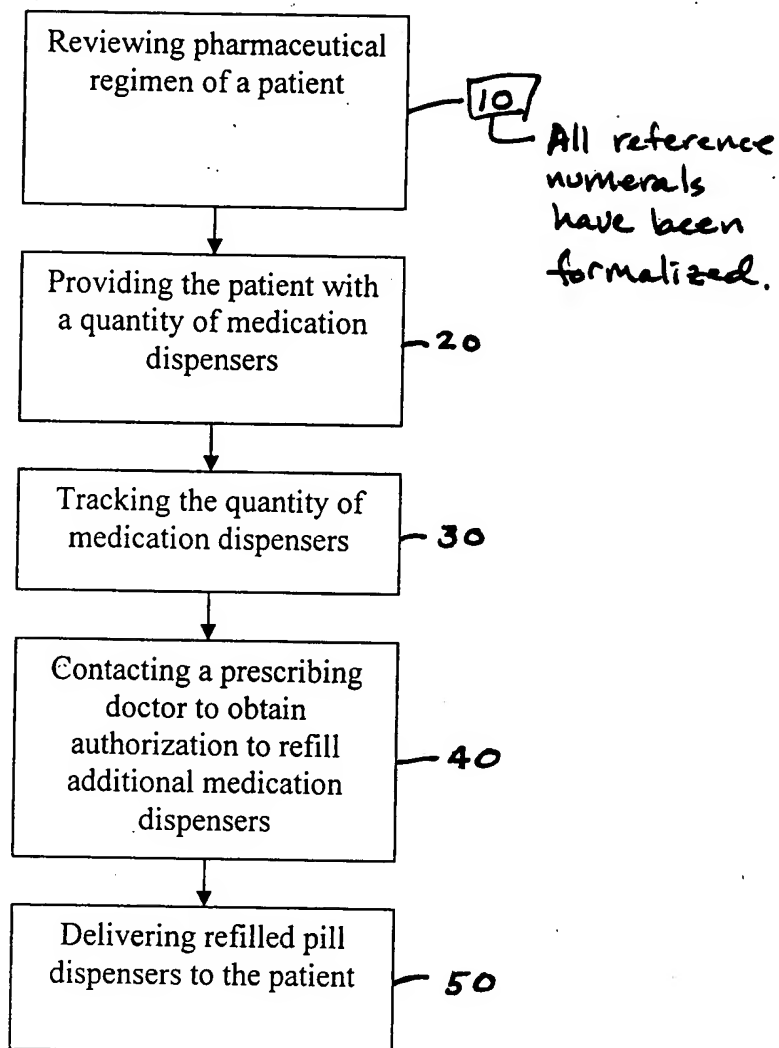 Reviewing pharmaceutical
regimen of a patient
10
All reference
numerals
have been
formalized.
Providing the patient with
a quantity of medication
dispensers
20
Tracking the quantity of
medication dispensers
30
Contacting a prescribing
doctor to obtain
authorization to refill
additional medication
dispensers
40
Delivering refilled pill
dispensers to the patient
50